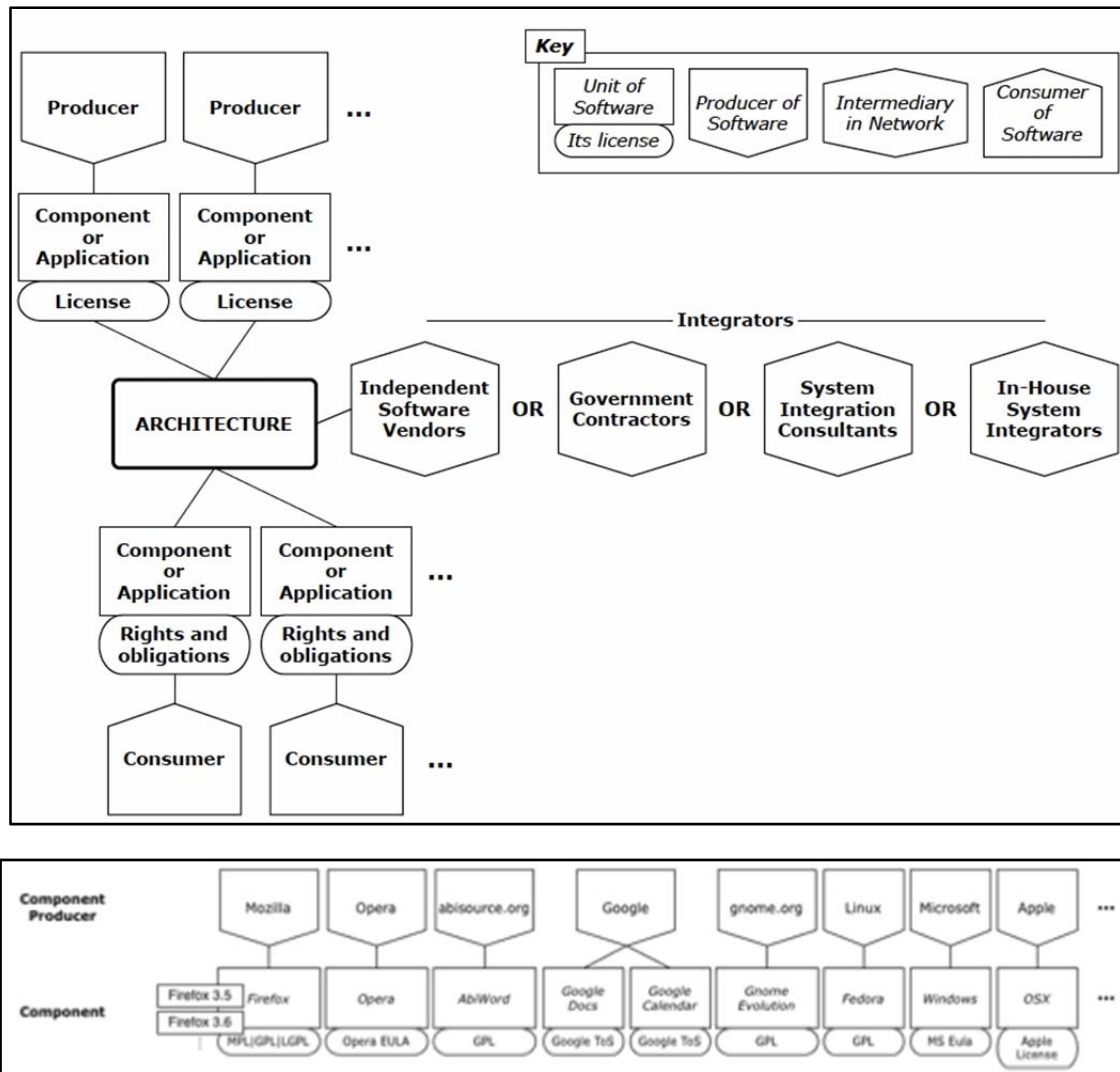 Key
Unit of
Software
Its license
Producer of
Software
Intermediary
in Network
Consumer
of
Software
Producer
Producer
...
Component
or
Application
License
Component
or
Application
License
...
Integrators
ARCHITECTURE
Independent
Software
Vendors
OR
Government
Contractors
OR
System
Integration
Consultants
OR
In-House
System
Integrators
Component
or
Application
Rights and
obligations
Component
or
Application
Rights and
obligations
...
Consumer
Consumer
...
Component
Producer
Mozilla
Opera
abisource.org
Google
gnome.org
Linux
Microsoft
Apple
...
Component
Firefox 3.5
Firefox 3.6
Firefox
MPL|GPL|LGPL
Opera
Opera EULA
AbiWord
GPL
Google
Docs
Google ToS
Google
Calendar
Google ToS
Gnome
Evolution
GPL
Fedora
GPL
Windows
MS Eula
OSX
Apple
License
...